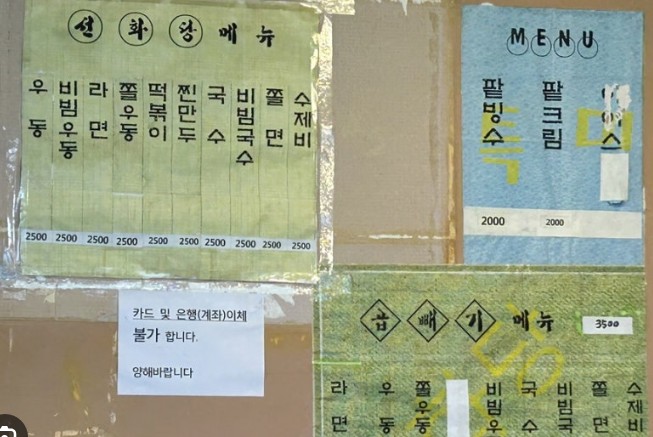 선화당 메뉴
우동
비빔우동
라면
쫄우동
떡볶이
찐만두
국수
비빔국수
쫄면
수제비
2500 2500 2500 2500 2500 2500 2500 2500 2500 2500
MENU
팥빙수
팥크림
2000 2000
카드 및 은행(계좌)이체
불가 합니다.
양해바랍니다
곱빼기 메뉴
3500
라면
우동
쫄우동
비빔우
국수
비빔국
쫄면
수제비